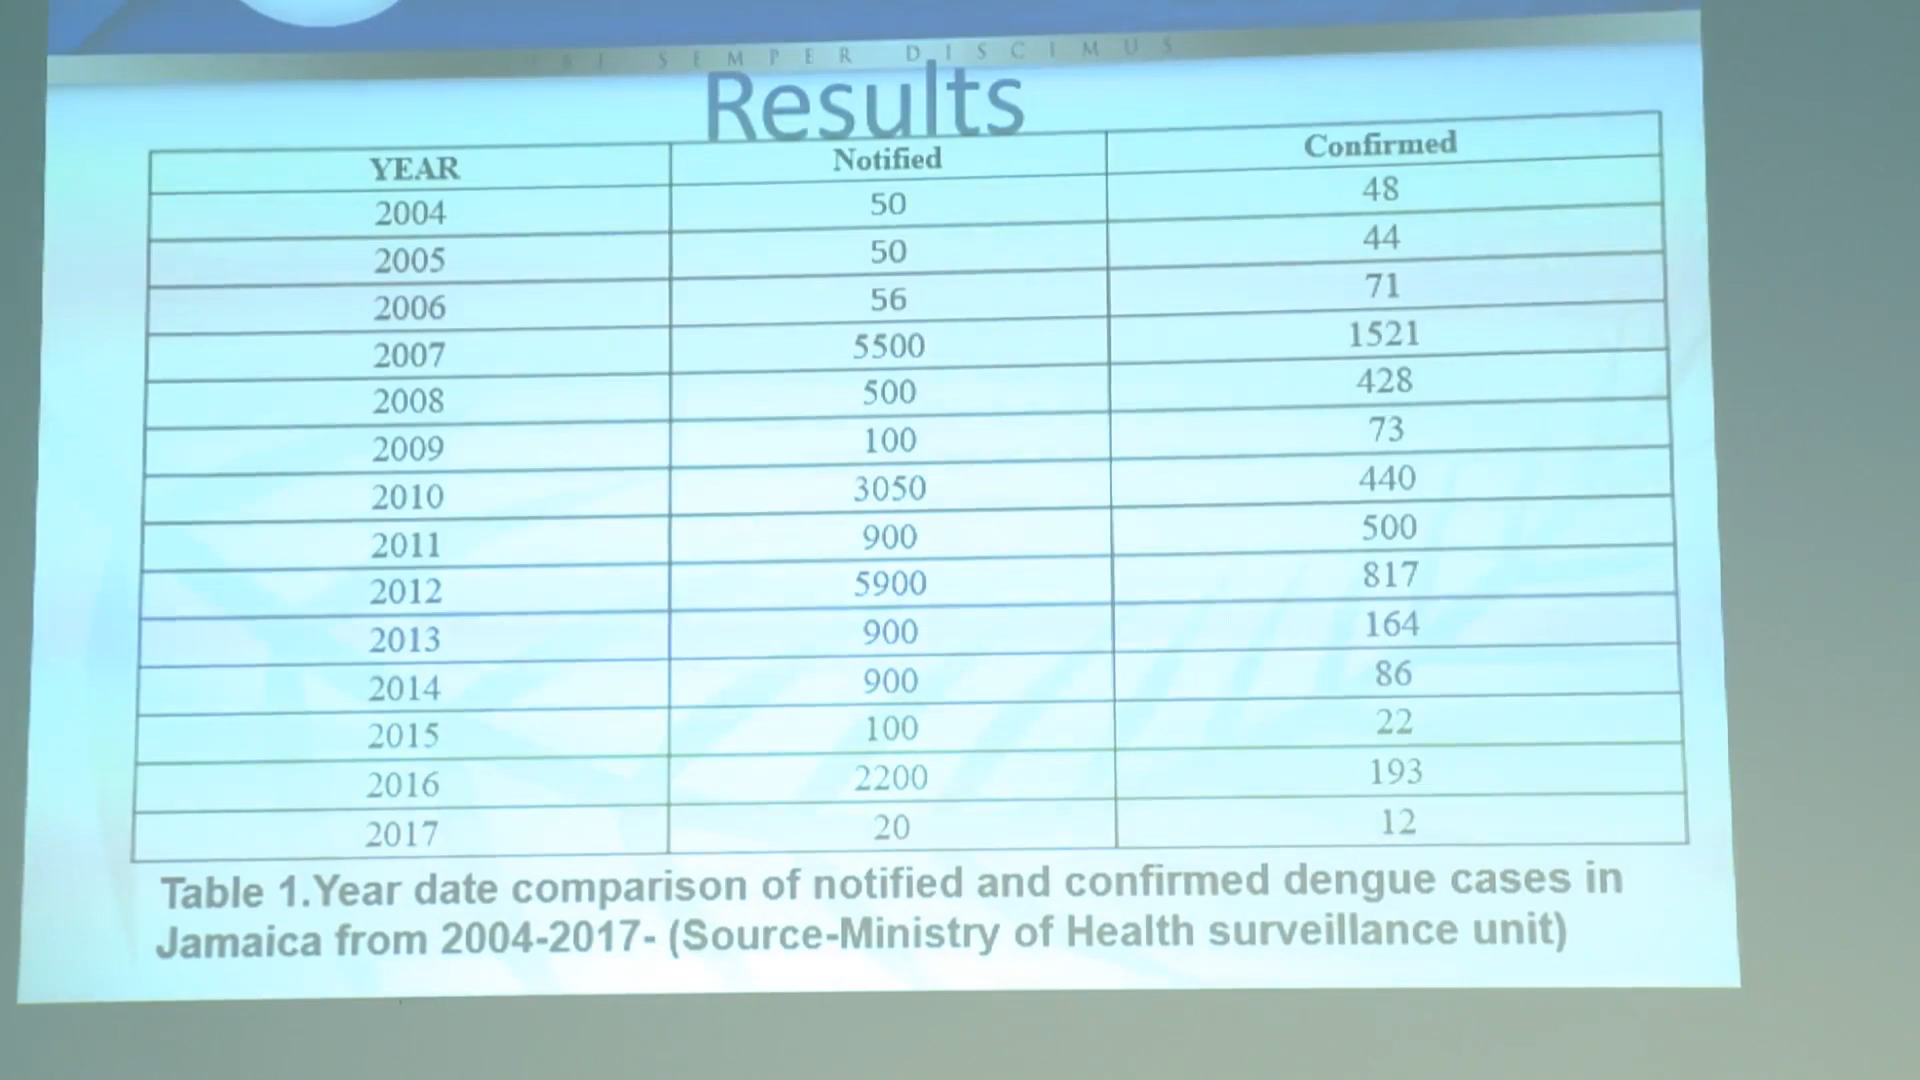 SEMPER DISCIMUS
Results
YEAR Notified Confirmed
2004 50 48
2005 50 44
2006 56 71
2007 5500 1521
2008 500 428
2009 100 73
2010 3050 440
2011 900 500
2012 5900 817
2013 900 164
2014 900 86
2015 100 22
2016 2200 193
2017 20 12
Table 1.Year date comparison of notified and confirmed dengue cases in
Jamaica from 2004-2017- (Source-Ministry of Health surveillance unit)